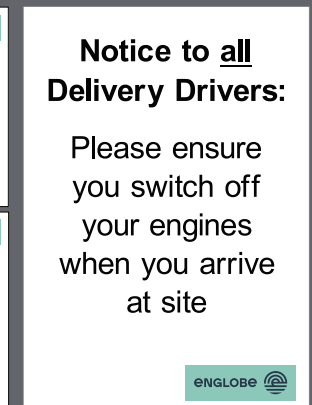 Notice to all
Delivery Drivers:
Please ensure
you switch off
your engines
when you arrive
at site
ENGLOBE